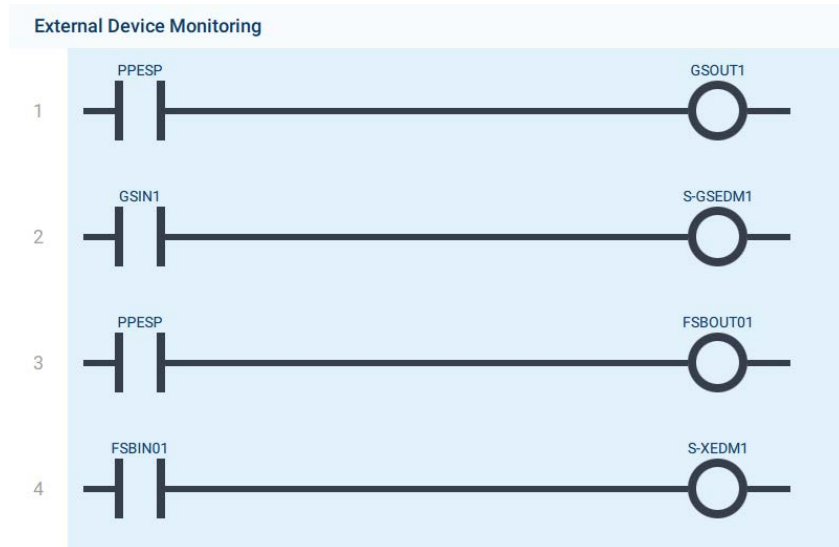 External Device Monitoring
PPESP GSOUT1
1
GSIN1 S-GSEDM1
2
PPESP FSBOUT01
3
FSBIN01 S-XEDM1
4